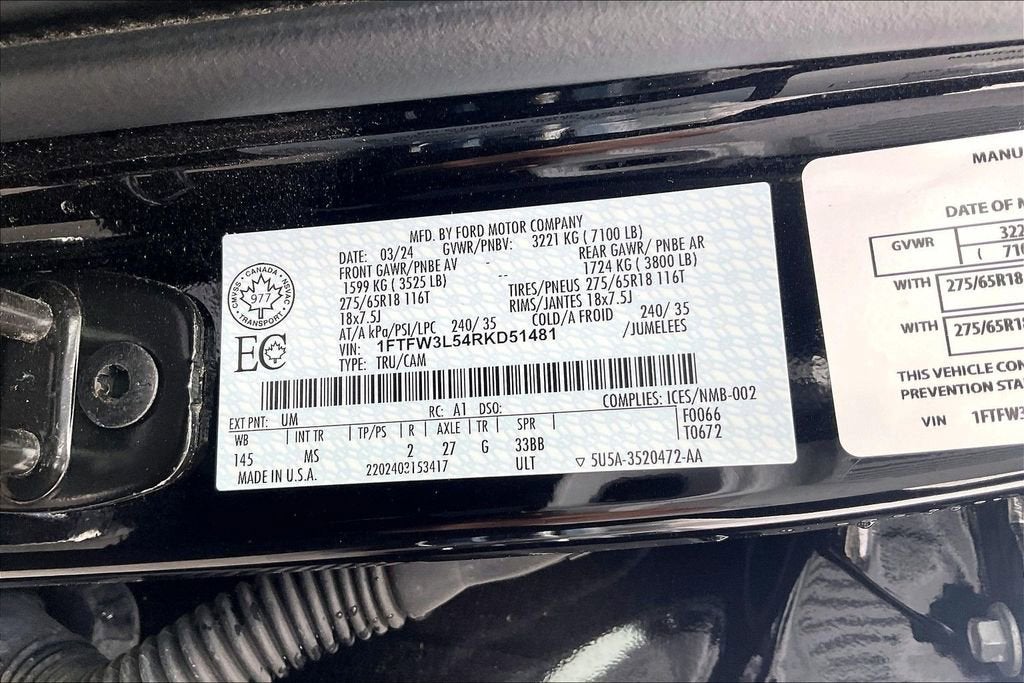 MFD. BY FORD MOTOR COMPANY
DATE: 03/24 GVWR/PNBV: 3221 KG ( 7100 LB)
FRONT GAWR/PNBE AV - REAR GAWR/ PNBE AR
1599 KG ( 3525 LB) -- 1724 KG ( 3800 LB)
275/65R18 116T TIRES/PNEUS 275/65R18 116T
18x7.5J RIMS/JANTES 18x7.5J
AT/A kPa/PSI/LPC 240/ 35 COLD/A FROID 240/ 35
VIN: 1FTFW3L54RKD51481 /JUMELEES
TYPE: TRU/CAM
CMVSS · CANADA · NSVAC
977
TRANSPORT
EC
COMPLIES: ICES/NMB-002
EXT PNT: UM RC: A1 DSO: F0066
WB INT TR TP/PS R AXLE TR SPR T0672
145 MS 2 27 G 33BB
MADE IN U.S.A. 2202403153417 ULT ▽ 5U5A-3520472-AA
MANU
DATE OF M
GVWR 322
( 710
WITH 275/65R18
WITH 275/65R18
THIS VEHICLE CON
PREVENTION STA
VIN 1FTFW3